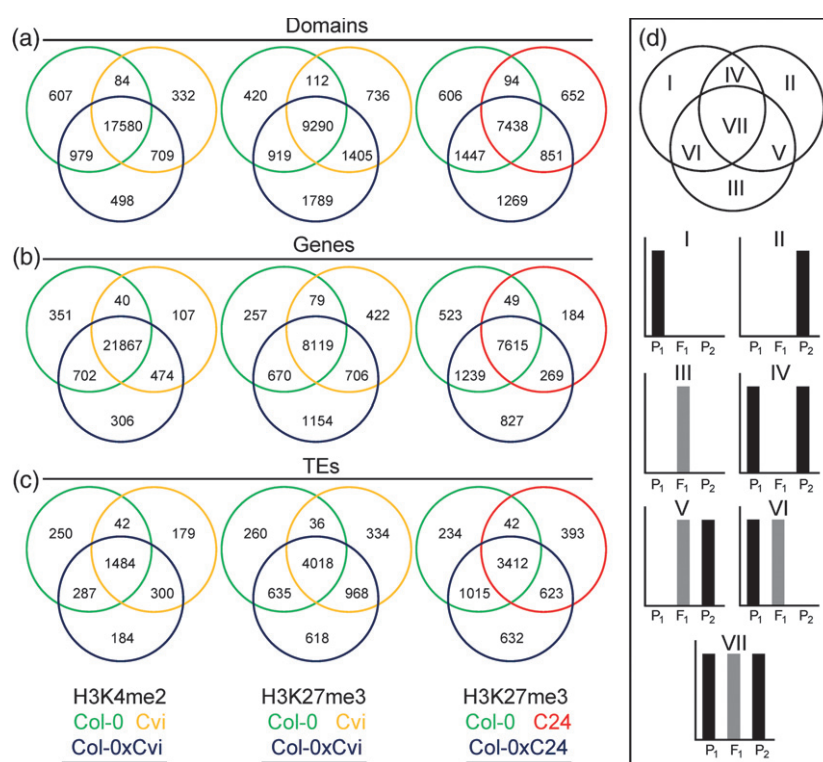 (a) Domains
84 112 94
607 332 420 736 606 652
17580 9290 7438
979 709 919 1405 1447 851
498 1789 1269
(b) Genes
40 79 49
351 107 257 422 523 184
21867 8119 7615
702 474 670 706 1239 269
306 1154 827
(c) TEs
42 36 42
250 179 260 334 234 393
1484 4018 3412
287 300 635 968 1015 623
184 618 632
H3K4me2 H3K27me3 H3K27me3
Col-0 Cvi Col-0 Cvi Col-0 C24
Col-0xCvi Col-0xCvi Col-0xC24
(d)
I IV II
VII
VI V
III
I II
P1 F1 P2 P1 F1 P2
III IV
P1 F1 P2 P1 F1 P2
V VI
P1 F1 P2 P1 F1 P2
VII
P1 F1 P2